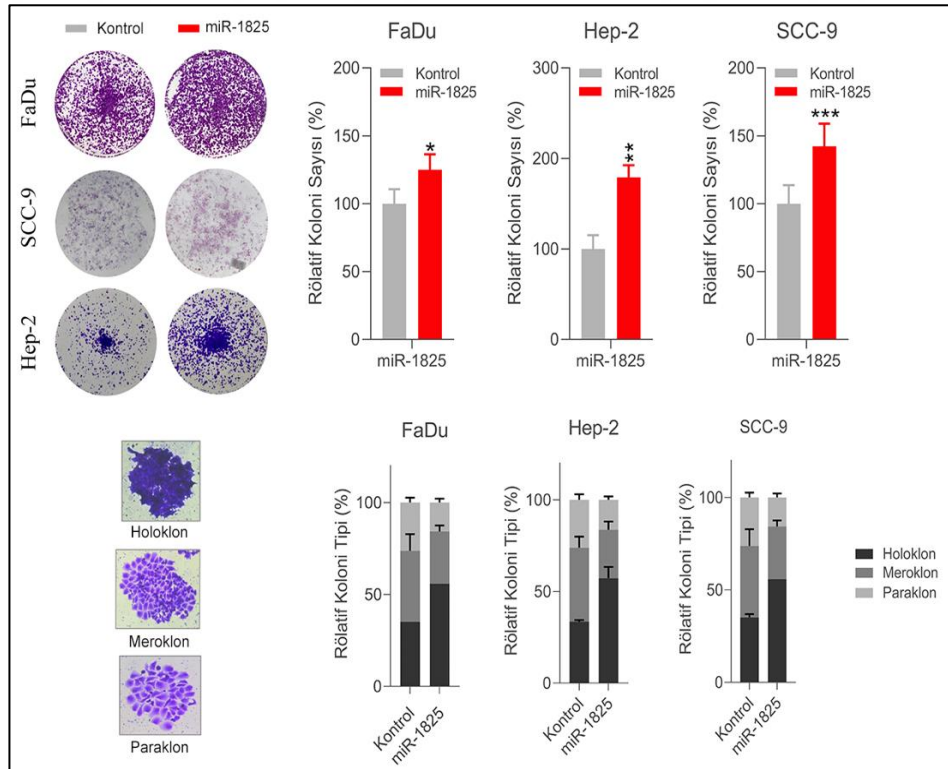 Kontrol
miR-1825
FaDu
SCC-9
Hep-2
FaDu
Rölatif Koloni Sayısı (%)
200
150
100
50
0
Kontrol
miR-1825
*
miR-1825
Hep-2
Rölatif Koloni Sayısı (%)
300
200
100
0
Kontrol
miR-1825
**
miR-1825
SCC-9
Rölatif Koloni Sayısı (%)
200
150
100
50
0
Kontrol
miR-1825
***
miR-1825
Holoklon
Meroklon
Paraklon
FaDu
Rölatif Koloni Tipi (%)
100
50
0
Kontrol
miR-1825
Hep-2
Rölatif Koloni Tipi (%)
100
50
0
Kontrol
miR-1825
SCC-9
Rölatif Koloni Tipi (%)
100
50
0
Kontrol
miR-1825
Holoklon
Meroklon
Paraklon